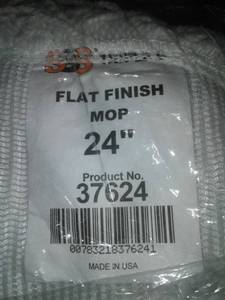 FLAT FINISH
MOP
24"
Product No.
37624
00783218376241
MADE IN USA